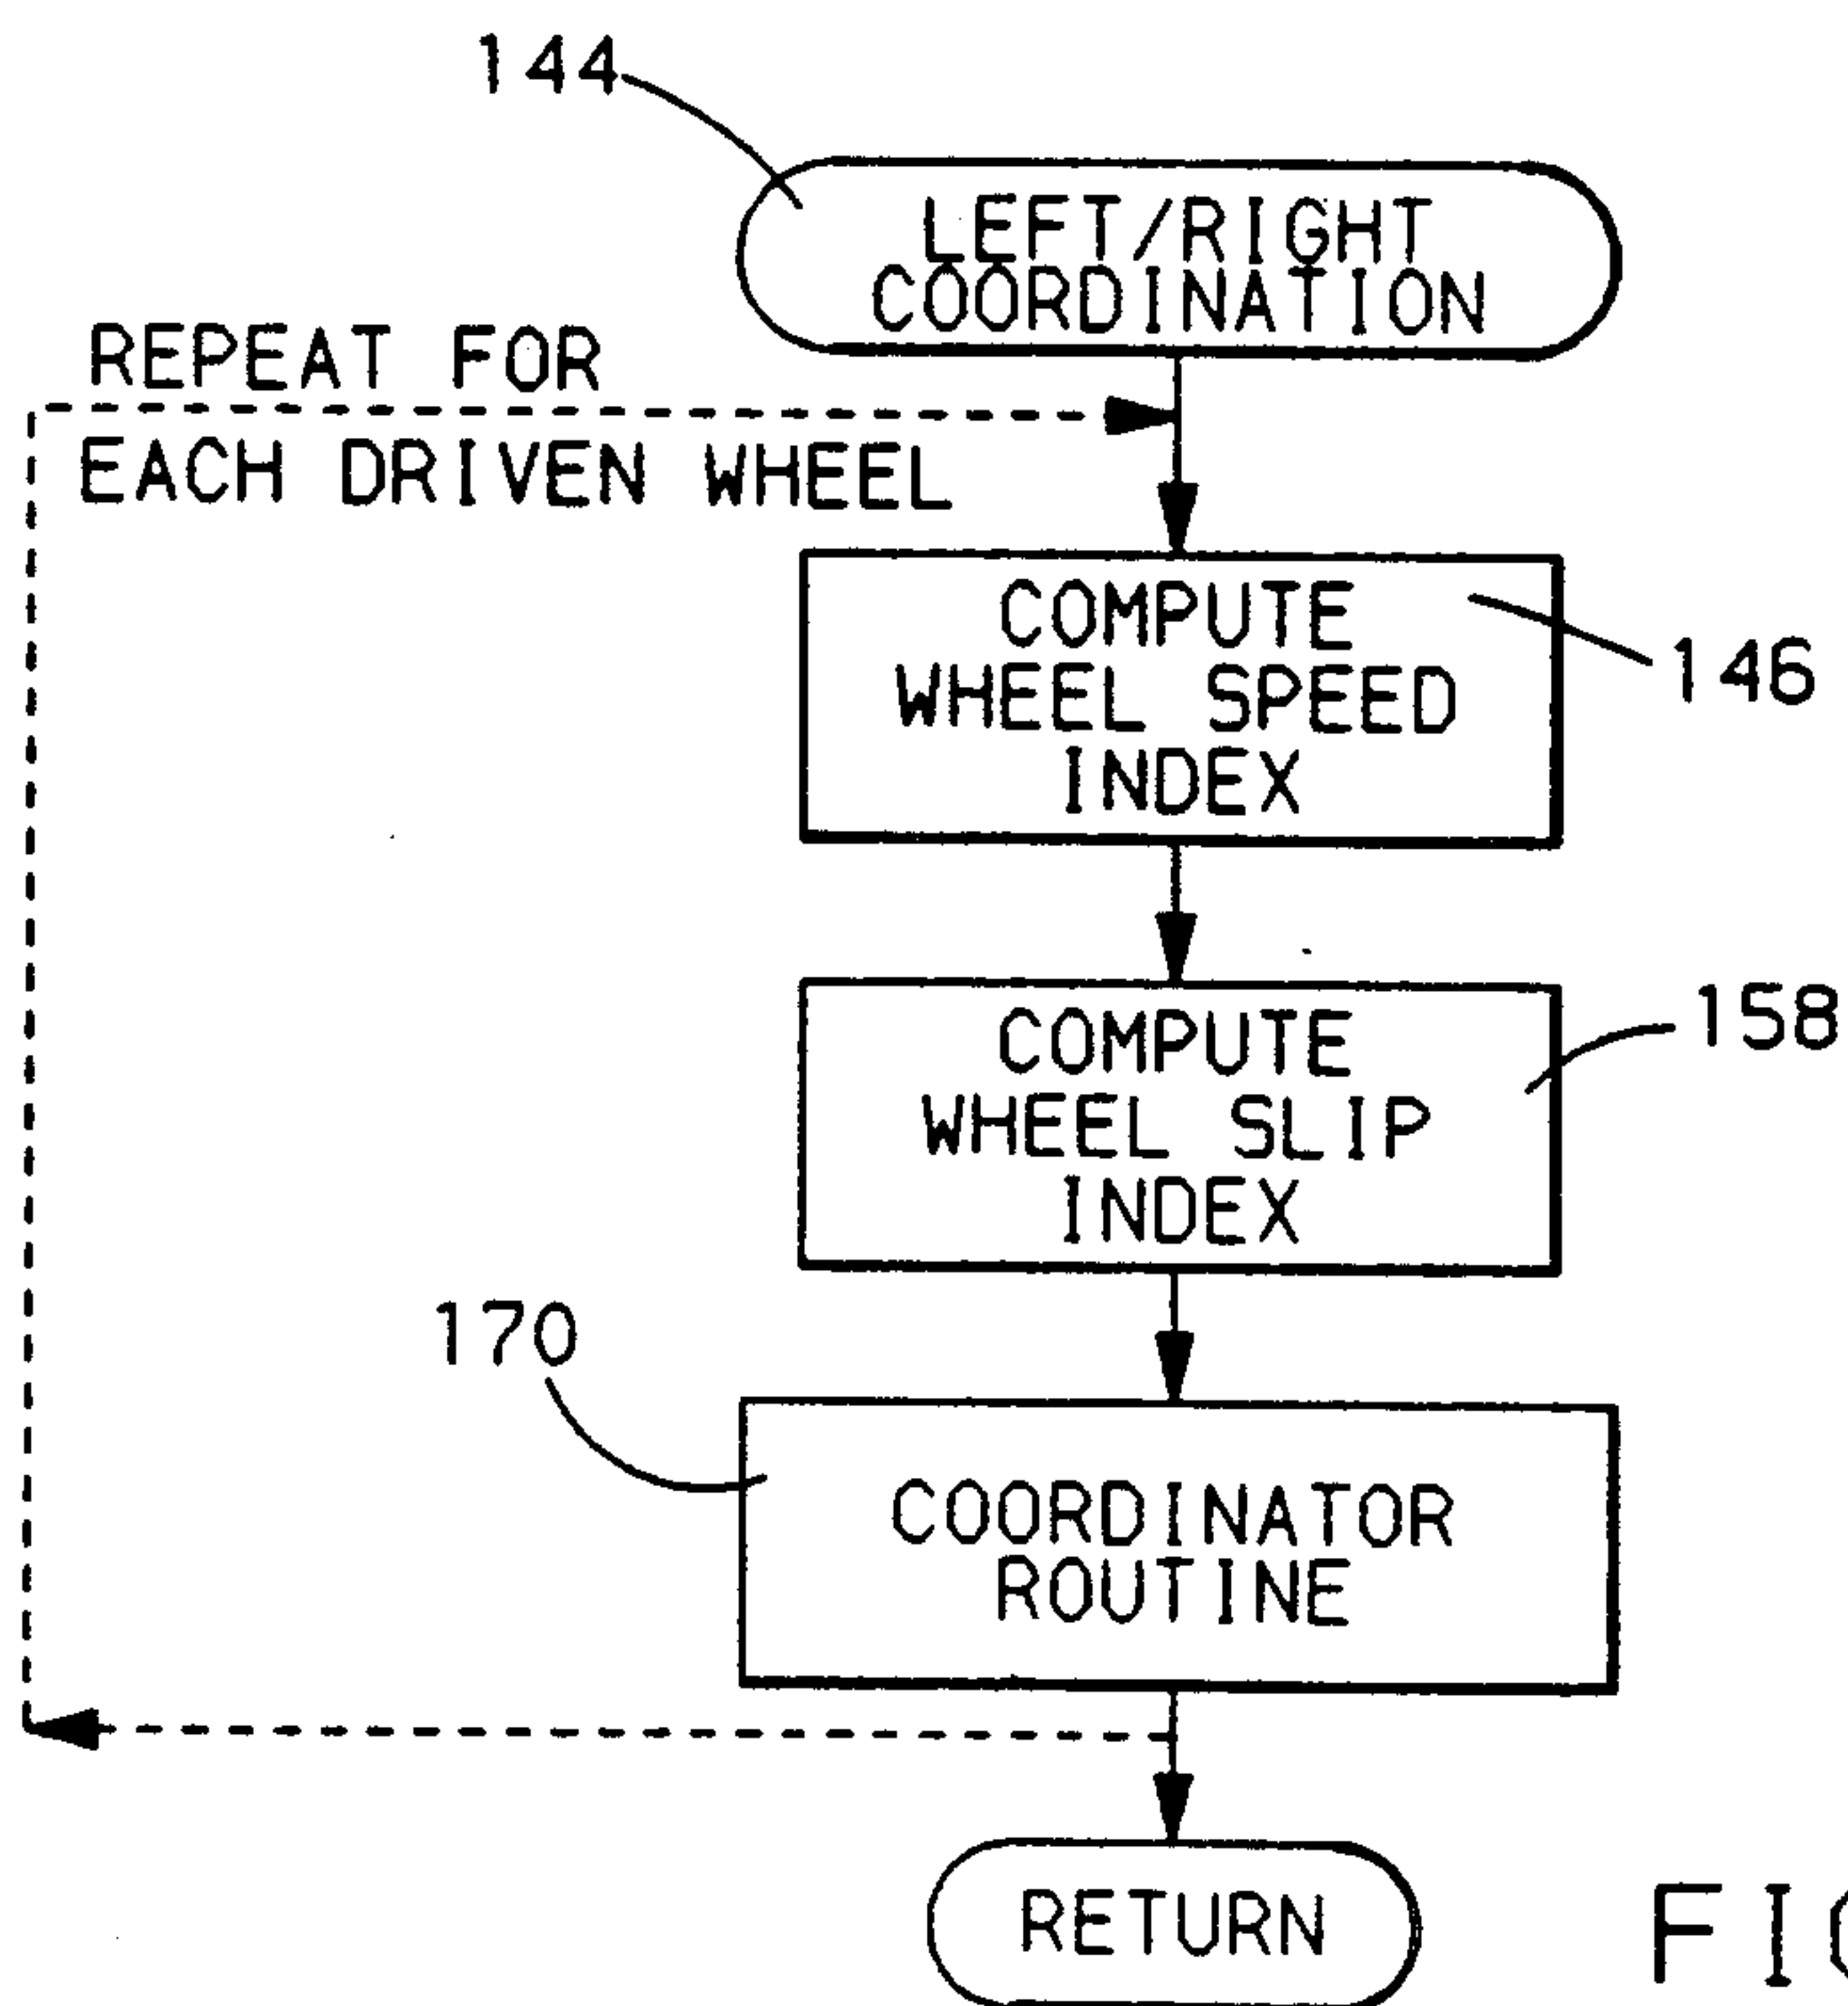 144
LEFT/RIGHT
COORDINATION
REPEAT FOR
EACH DRIVEN WHEEL
COMPUTE
WHEEL SPEED
INDEX
146
COMPUTE
WHEEL SLIP
INDEX
158
170
COORDINATOR
ROUTINE
RETURN